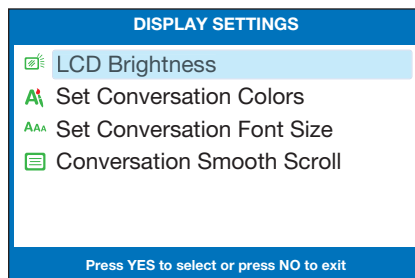 DISPLAY SETTINGS
LCD Brightness
Set Conversation Colors
Set Conversation Font Size
Conversation Smooth Scroll
Press YES to select or press NO to exit